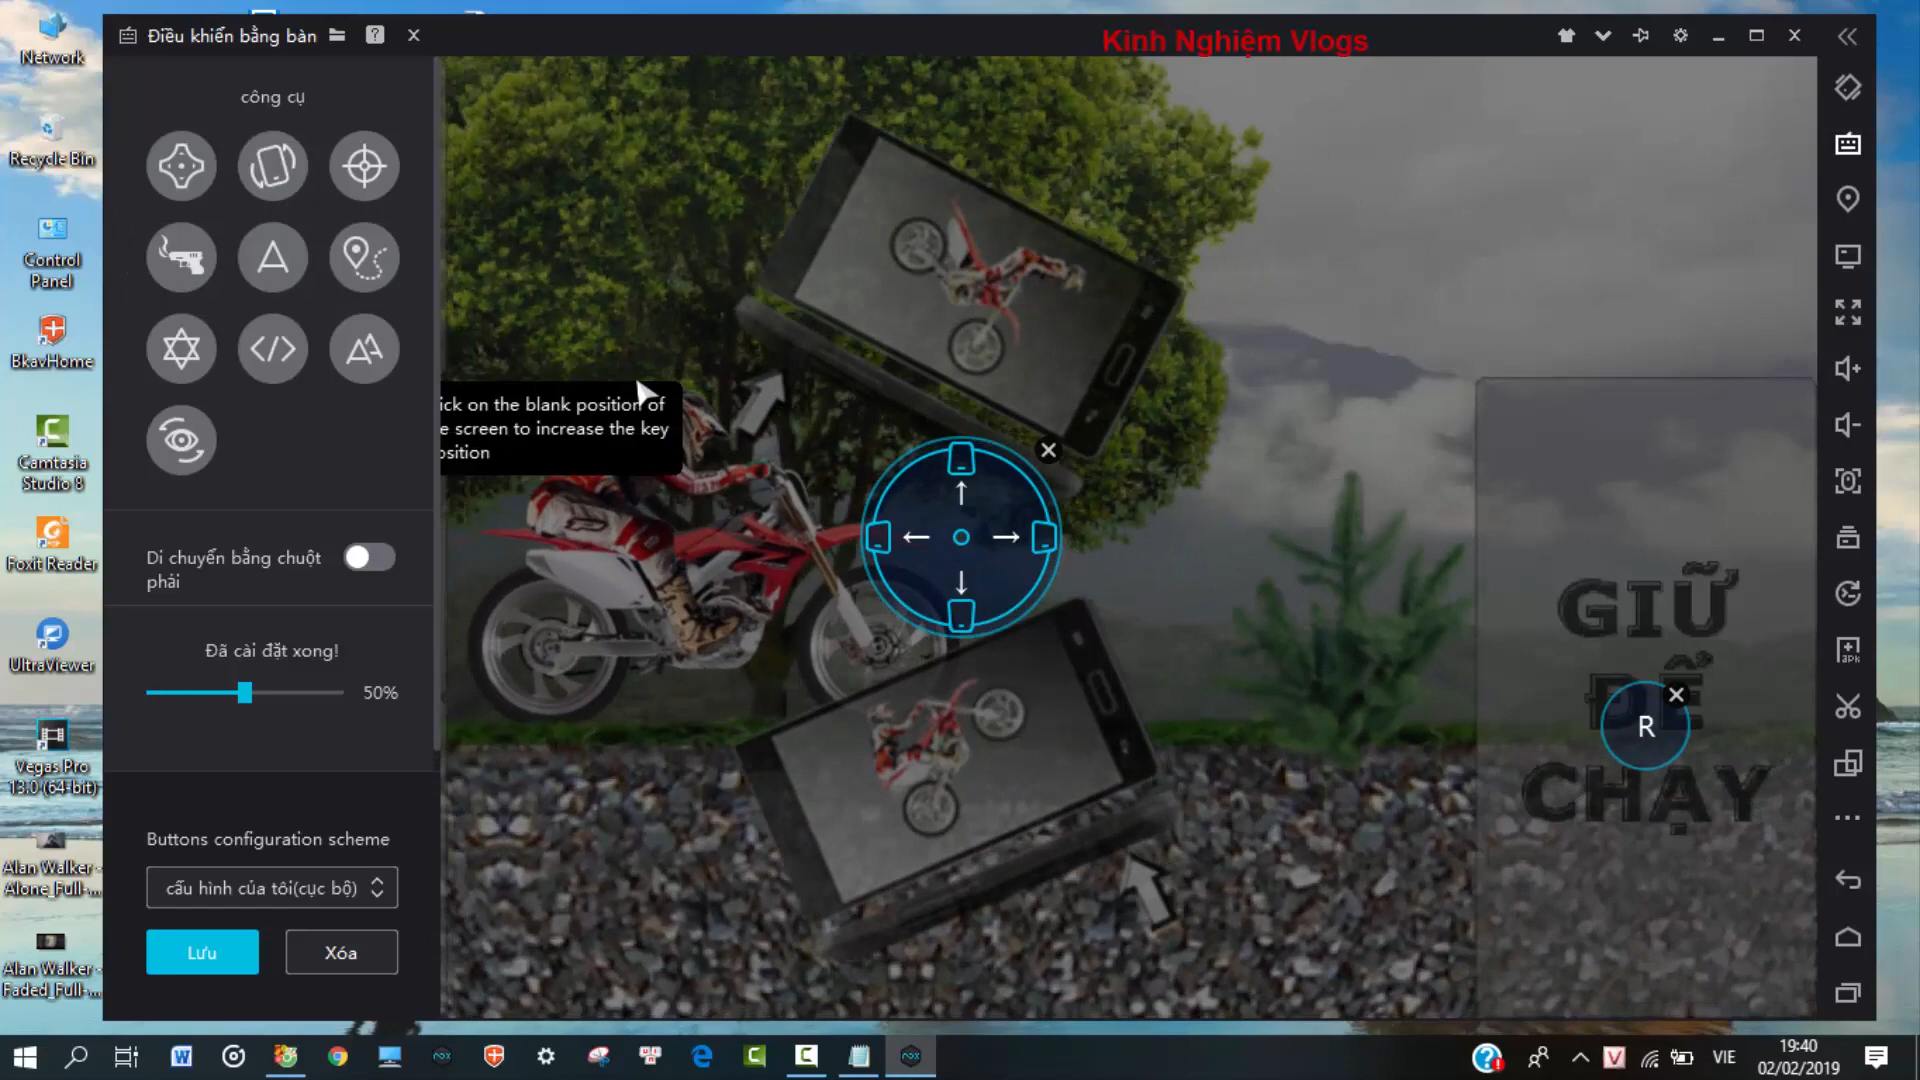 Network
Recycle Bin
Control
Panel
BkavHome
Camtasia
Studio 8
Foxit Reader
UltraViewer
Vegas Pro
13.0 (64-bit)
Alan Walker -
Alone_Full-...
Alan Walker -
Faded_Full-...
Điều khiển bằng bàn
?
Kinh Nghiệm Vlogs
công cụ
Di chuyển bằng chuột
phải
Đã cài đặt xong!
50%
Buttons configuration scheme
cấu hình của tôi(cục bộ)
Lưu
Xóa
ick on the blank position of
e screen to increase the key
osition
GIỮ
ĐỂ
R
CHẠY
VIE
19:40
02/02/2019